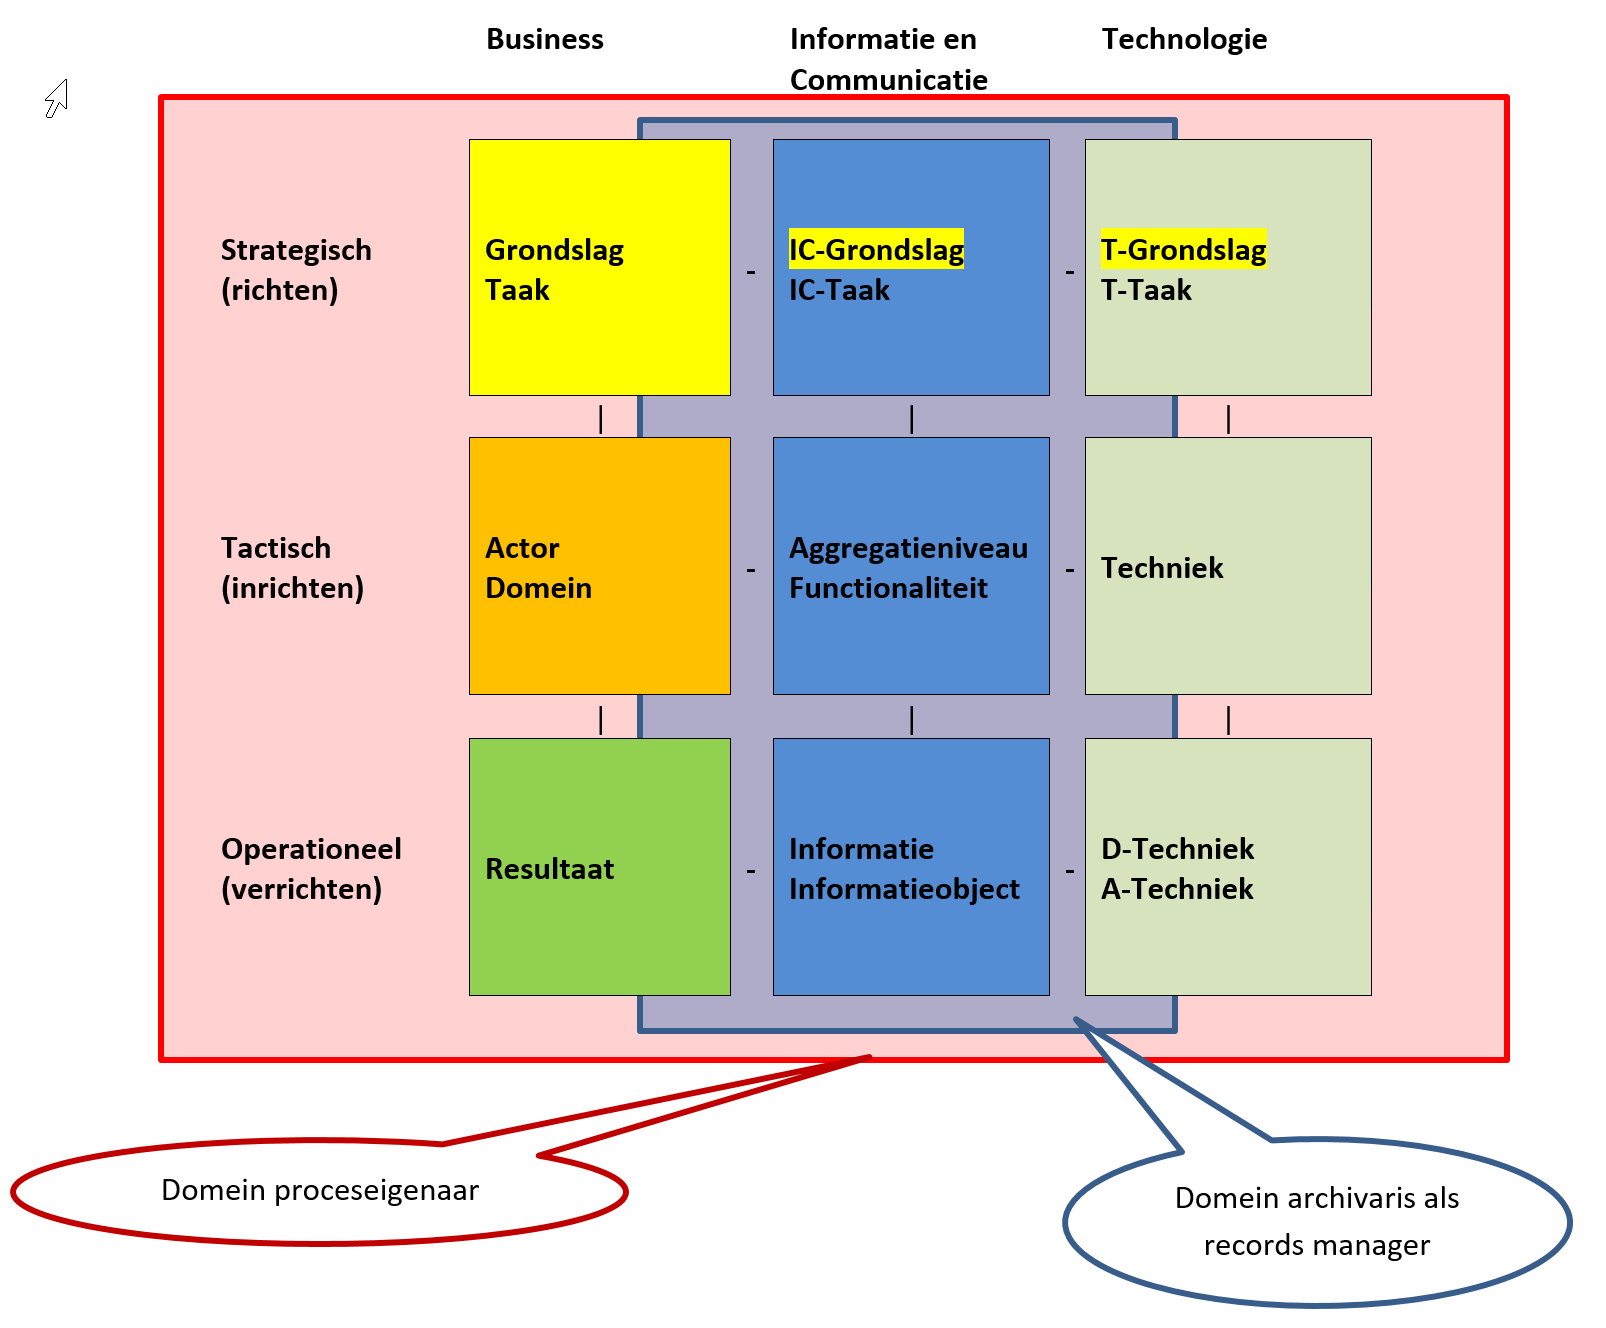 Business
Informatie en
Communicatie
Technologie
Strategisch
(richten)
Grondslag
Taak
-
IC-Grondslag
IC-Taak
-
T-Grondslag
T-Taak
|
|
|
Tactisch
(inrichten)
Actor
Domein
-
Aggregatieniveau
Functionaliteit
-
Techniek
|
|
|
Operationeel
(verrichten)
Resultaat
-
Informatie
Informatieobject
-
D-Techniek
A-Techniek
Domein proceseigenaar
Domein archivaris als
records manager